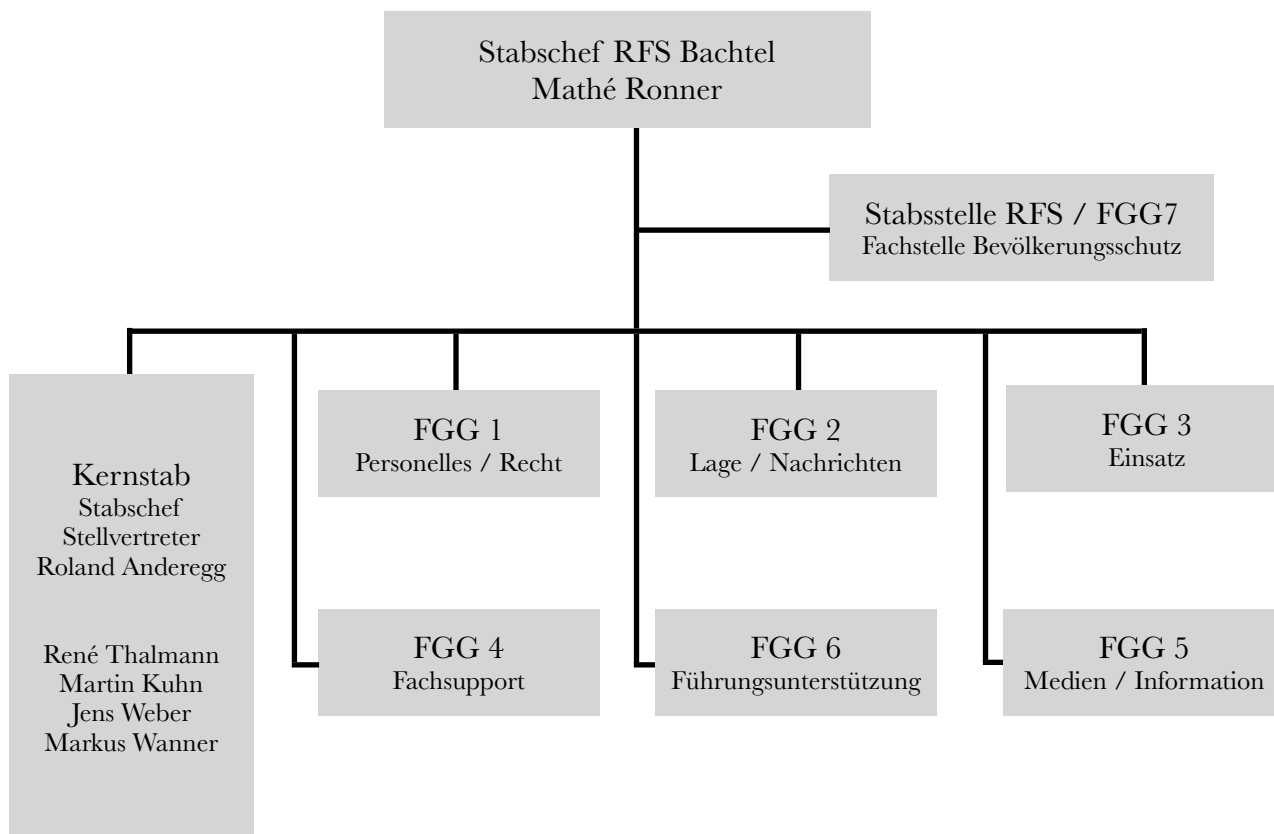 Stabschef RFS Bachtel
Mathé Ronner
Stabsstelle RFS / FGG7
Fachstelle Bevölkerungsschutz
Kernstab
Stabschef
Stellvertreter
Roland Anderegg
René Thalmann
Martin Kuhn
Jens Weber
Markus Wanner
FGG 1
Personelles / Recht
FGG 2
Lage / Nachrichten
FGG 3
Einsatz
FGG 4
Fachsupport
FGG 6
Führungsunterstützung
FGG 5
Medien / Information